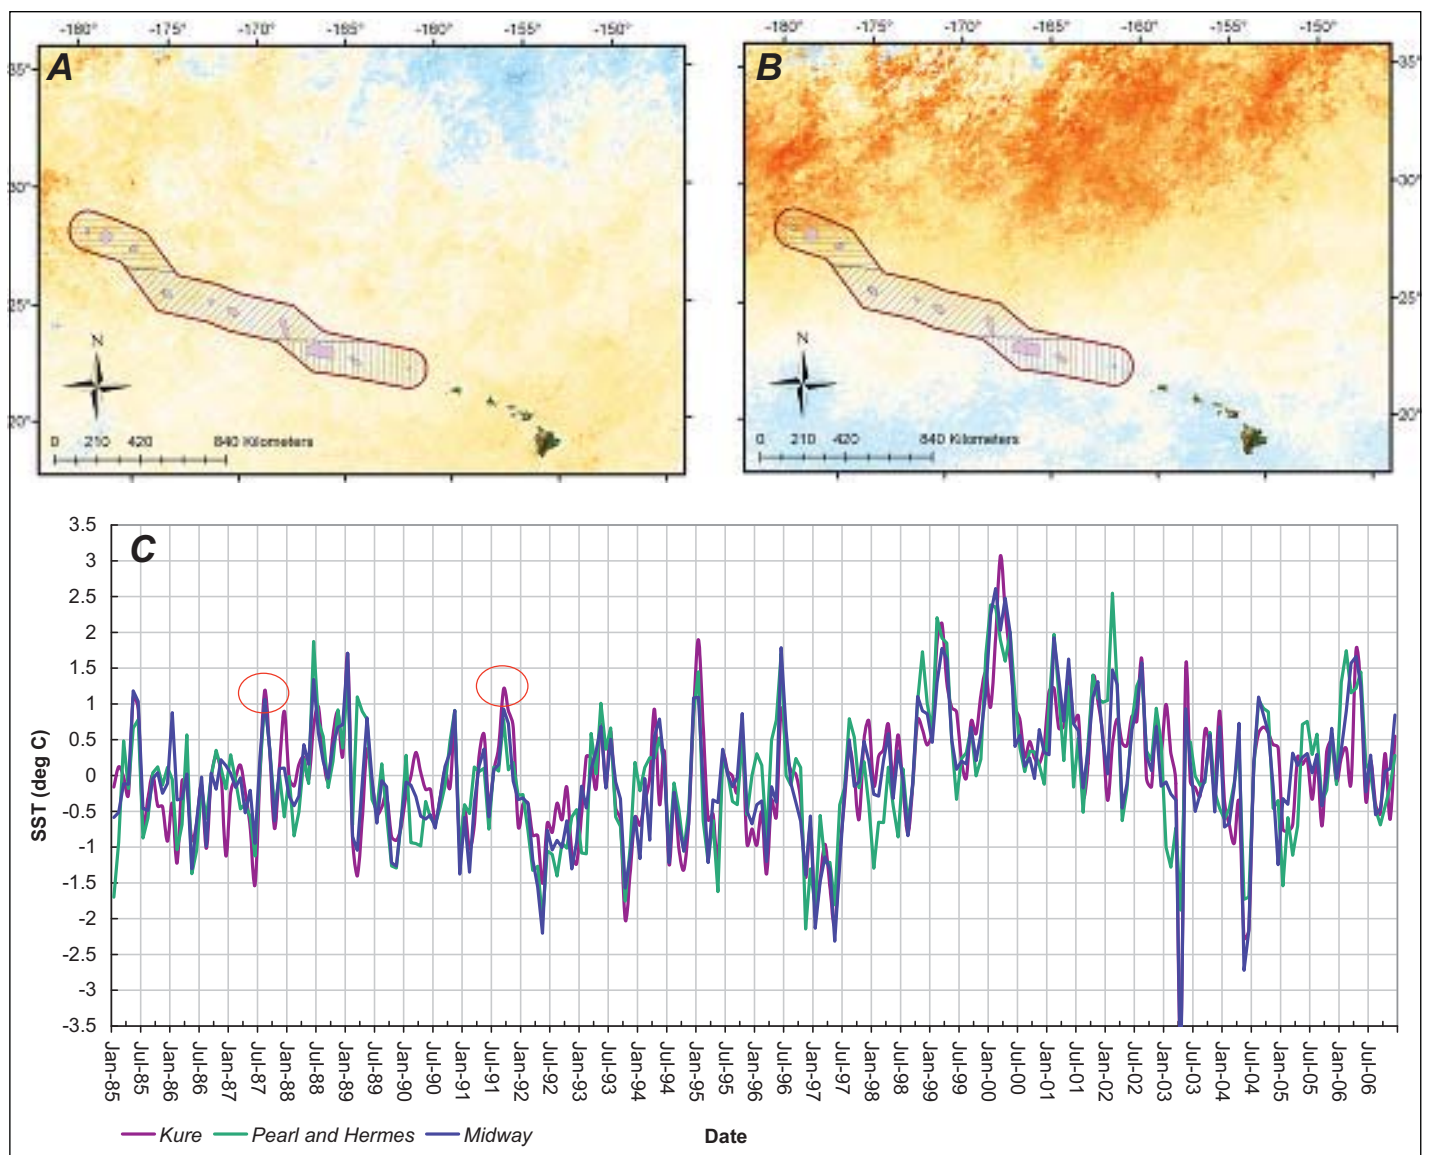 -180° -175° -170° -165° -160° -155° -150°
-180° -175° -170° -165° -160° -155° -150°
A
B
35°
30°
25°
20°
35°
30°
25°
20°
N
N
0 210 420 840 Kilometers
0 210 420 840 Kilometers
C
3.5
3
2.5
2
1.5
1
0.5
0
-0.5
-1
-1.5
-2
-2.5
-3
-3.5
SST (deg C)
Jan-85 Jul-85 Jan-86 Jul-86 Jan-87 Jul-87 Jan-88 Jul-88 Jan-89 Jul-89 Jan-90 Jul-90 Jan-91 Jul-91 Jan-92 Jul-92 Jan-93 Jul-93 Jan-94 Jul-94 Jan-95 Jul-95 Jan-96 Jul-96 Jan-97 Jul-97 Jan-98 Jul-98 Jan-99 Jul-99 Jan-00 Jul-00 Jan-01 Jul-01 Jan-02 Jul-02 Jan-03 Jul-03 Jan-04 Jul-04 Jan-05 Jul-05 Jan-06 Jul-06
Kure Pearl and Hermes Midway
Date